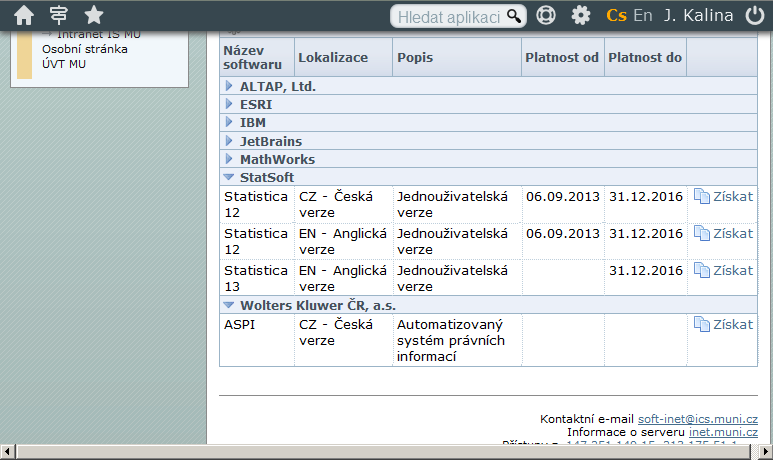 Hledat aplikaci
Cs En J. Kalina
→ Intranet IS MU
Osobní stránka
ÚVT MU
Název softwaru Lokalizace Popis Platnost od Platnost do
ALTAP, Ltd.
ESRI
IBM
JetBrains
MathWorks
StatSoft
Statistica CZ - Česká Jednouživatelská 06.09.2013 31.12.2016 Získat
12 verze verze
Statistica EN - Anglická Jednouživatelská 06.09.2013 31.12.2016 Získat
12 verze verze
Statistica EN - Anglická Jednouživatelská 31.12.2016 Získat
13 verze verze
Wolters Kluwer ČR, a.s.
ASPI CZ - Česká Automatizovaný Získat
verze systém právních
informací
Kontaktní e-mail soft-inet@ics.muni.cz
Informace o serveru inet.muni.cz